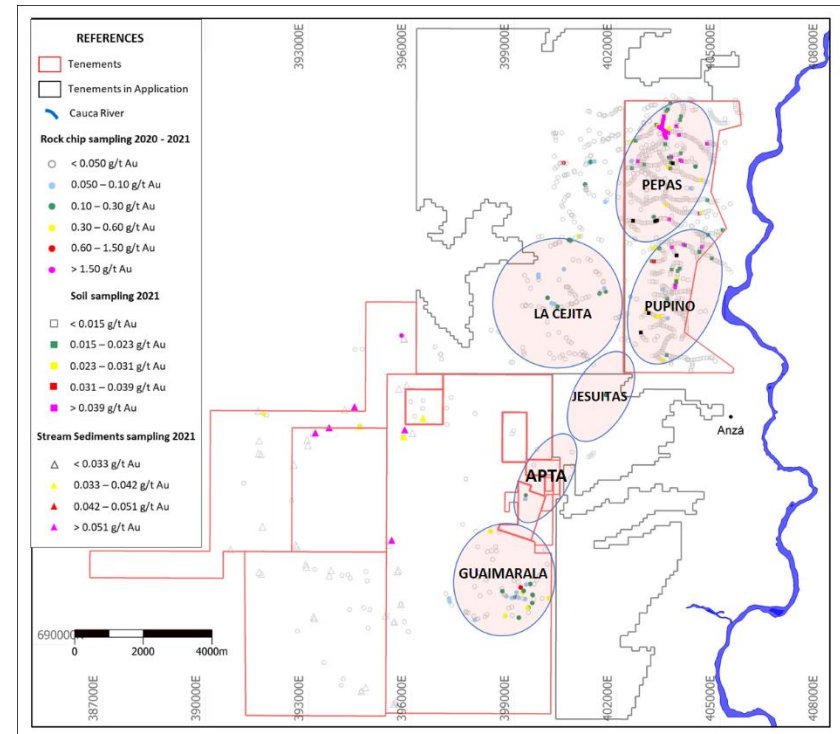 REFERENCES
Tenements
Tenements in Application
Cauca River
Rock chip sampling 2020 - 2021
< 0.050 g/t Au
0.050 – 0.10 g/t Au
0.10 - 0.30 g/t Au
0.30 - 0.60 g/t Au
0.60 - 1.50 g/t Au
> 1.50 g/t Au
Soil sampling 2021
< 0.015 g/t Au
0.015 – 0.023 g/t Au
0.023 – 0.031 g/t Au
0.031 – 0.039 g/t Au
> 0.039 g/t Au
Stream Sediments sampling 2021
< 0.033 g/t Au
0.033 – 0.042 g/t Au
0.042 – 0.051 g/t Au
> 0.051 g/t Au
393000E
396000E
399000E
402000E
405000E
408000E
PEPAS
PUPINO
LA CEJITA
JESUITAS
Anzá
APTA
GUAIMARALA
690000
0 2000 4000m
387000E
390000E
393000E
396000E
399000E
402000E
405000E
408000E